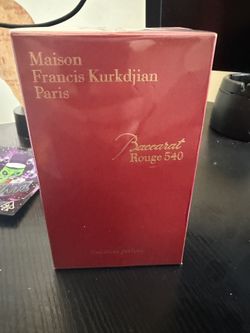 Maison
Francis Kurkdjian
Paris
Baccarat
Rouge 540